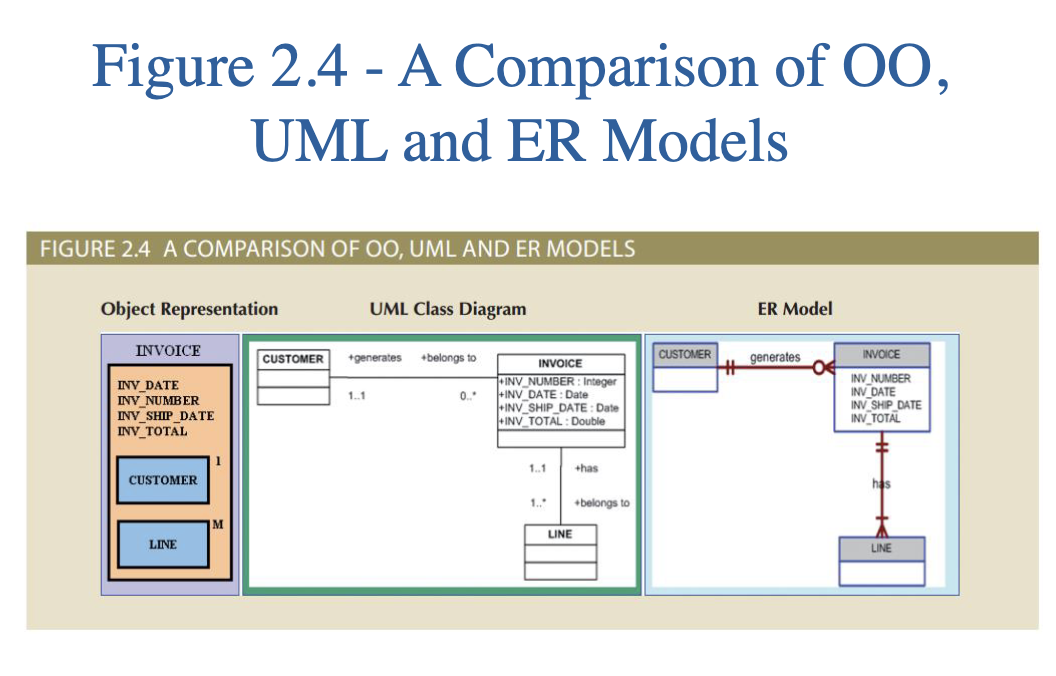 Figure 2.4 - A Comparison of OO,
UML and ER Models
FIGURE 2.4 A COMPARISON OF OO, UML AND ER MODELS
Object Representation
UML Class Diagram
ER Model
INVOICE
INV_DATE
INV_NUMBER
INV_SHIP_DATE
INV_TOTAL
1
CUSTOMER
M
LINE
CUSTOMER
+generates
+belongs to
1..1
0..*
INVOICE
+INV_NUMBER : Integer
+INV_DATE : Date
+INV_SHIP_DATE : Date
+INV_TOTAL : Double
1..1
+has
1..*
+belongs to
LINE
CUSTOMER
generates
INVOICE
INV_NUMBER
INV_DATE
INV_SHIP_DATE
INV_TOTAL
has
LINE